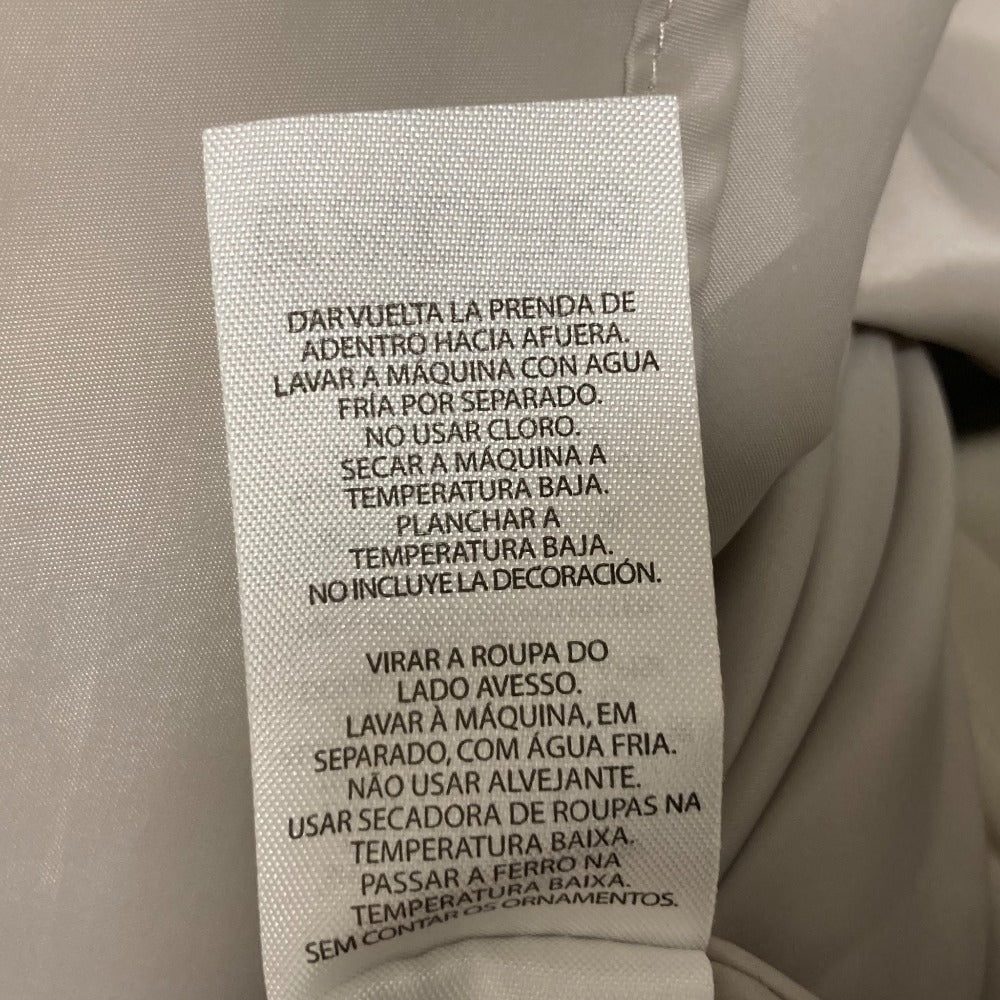 DAR VUELTA LA PRENDA DE
ADENTRO HACIA AFUERA.
LAVAR A MÁQUINA CON AGUA
FRÍA POR SEPARADO.
NO USAR CLORO.
SECAR A MÁQUINA A
TEMPERATURA BAJA.
PLANCHAR A
TEMPERATURA BAJA.
NO INCLUYE LA DECORACIÓN.
VIRAR A ROUPA DO
LADO AVESSO.
LAVAR À MÁQUINA, EM
SEPARADO, COM ÁGUA FRIA.
NÃO USAR ALVEJANTE.
USAR SECADORA DE ROUPAS NA
TEMPERATURA BAIXA.
PASSAR A FERRO NA
TEMPERATURA BAIXA.
SEM CONTAR OS ORNAMENTOS.